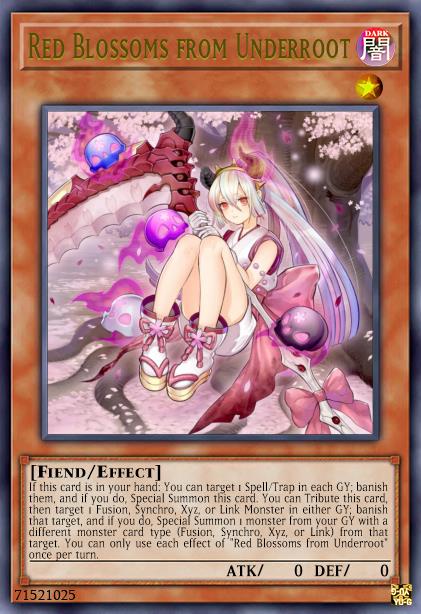 RED BLOSSOMS FROM UNDERROOT
DARK
闇
[FIEND/EFFECT]
If this card is in your hand: You can target 1 Spell/Trap in each GY; banish
them, and if you do, Special Summon this card. You can Tribute this card,
then target 1 Fusion, Synchro, Xyz, or Link Monster in either GY; banish
that target, and if you do, Special Summon 1 monster from your GY with a
different monster card type (Fusion, Synchro, Xyz, or Link) from that
target. You can only use each effect of "Red Blossoms from Underroot"
once per turn.
ATK/ 0 DEF/ 0
71521025